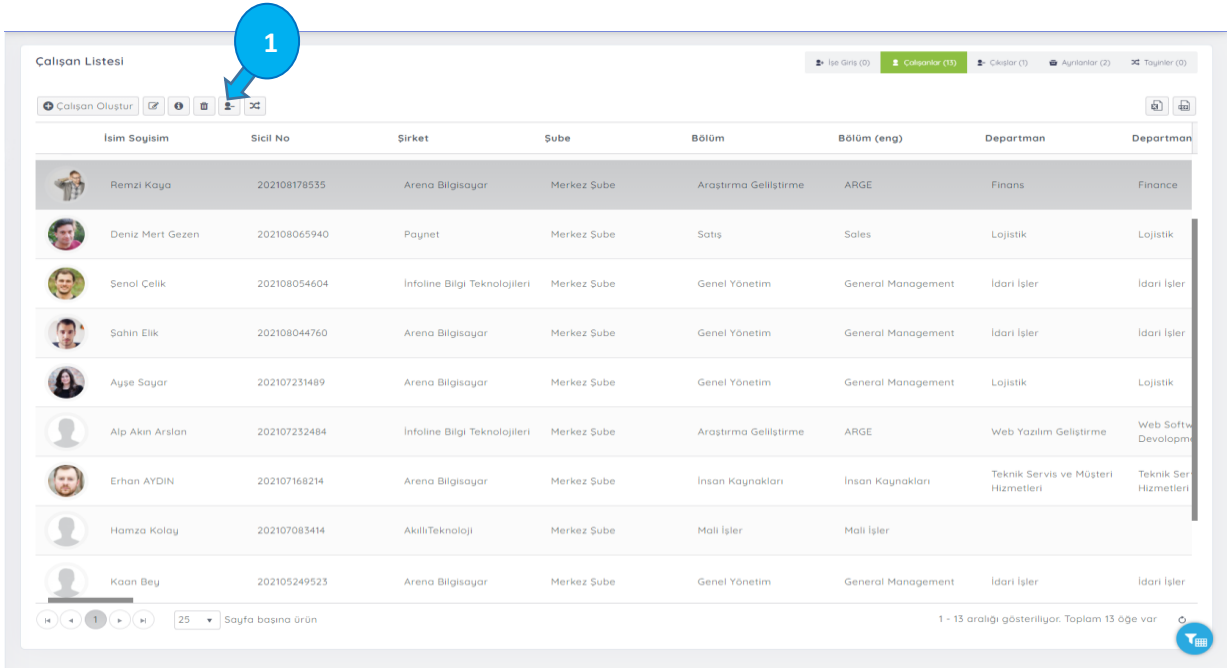 1
Çalışan Listesi
İşe Giriş (0) Çalışanlar (13) Çıkışlar (1) Ayrılanlar (2) Tayinler (0)
Çalışan Oluştur
İsim Soyisim Sicil No Şirket Şube Bölüm Bölüm (eng) Departman Departman
Remzi Kaya 202108178535 Arena Bilgisayar Merkez Şube Araştırma Gelilştirme ARGE Finans Finance
Deniz Mert Gezen 202108065940 Paynet Merkez Şube Satış Sales Lojistik Lojistik
Şenol Çelik 202108054604 İnfoline Bilgi Teknolojileri Merkez Şube Genel Yönetim General Management İdari İşler İdari İşler
Şahin Elik 202108044760 Arena Bilgisayar Merkez Şube Genel Yönetim General Management İdari İşler İdari İşler
Ayşe Sayar 202107231489 Arena Bilgisayar Merkez Şube Genel Yönetim General Management Lojistik Lojistik
Alp Akın Arslan 202107232484 İnfoline Bilgi Teknolojileri Merkez Şube Araştırma Gelilştirme ARGE Web Yazılım Geliştirme Web Softw
Devolopme
Erhan AYDIN 202107168214 Arena Bilgisayar Merkez Şube İnsan Kaynakları İnsan Kaynakları Teknik Servis ve Müşteri Teknik Ser
Hizmetleri Hizmetleri
Hamza Kolay 202107083414 AkıllıTeknoloji Merkez Şube Mali İşler Mali İşler
Kaan Bey 202105249523 Arena Bilgisayar Merkez Şube Genel Yönetim General Management İdari İşler İdari İşler
1 25 Sayfa başına ürün 1 - 13 aralığı gösteriliyor. Toplam 13 öğe var